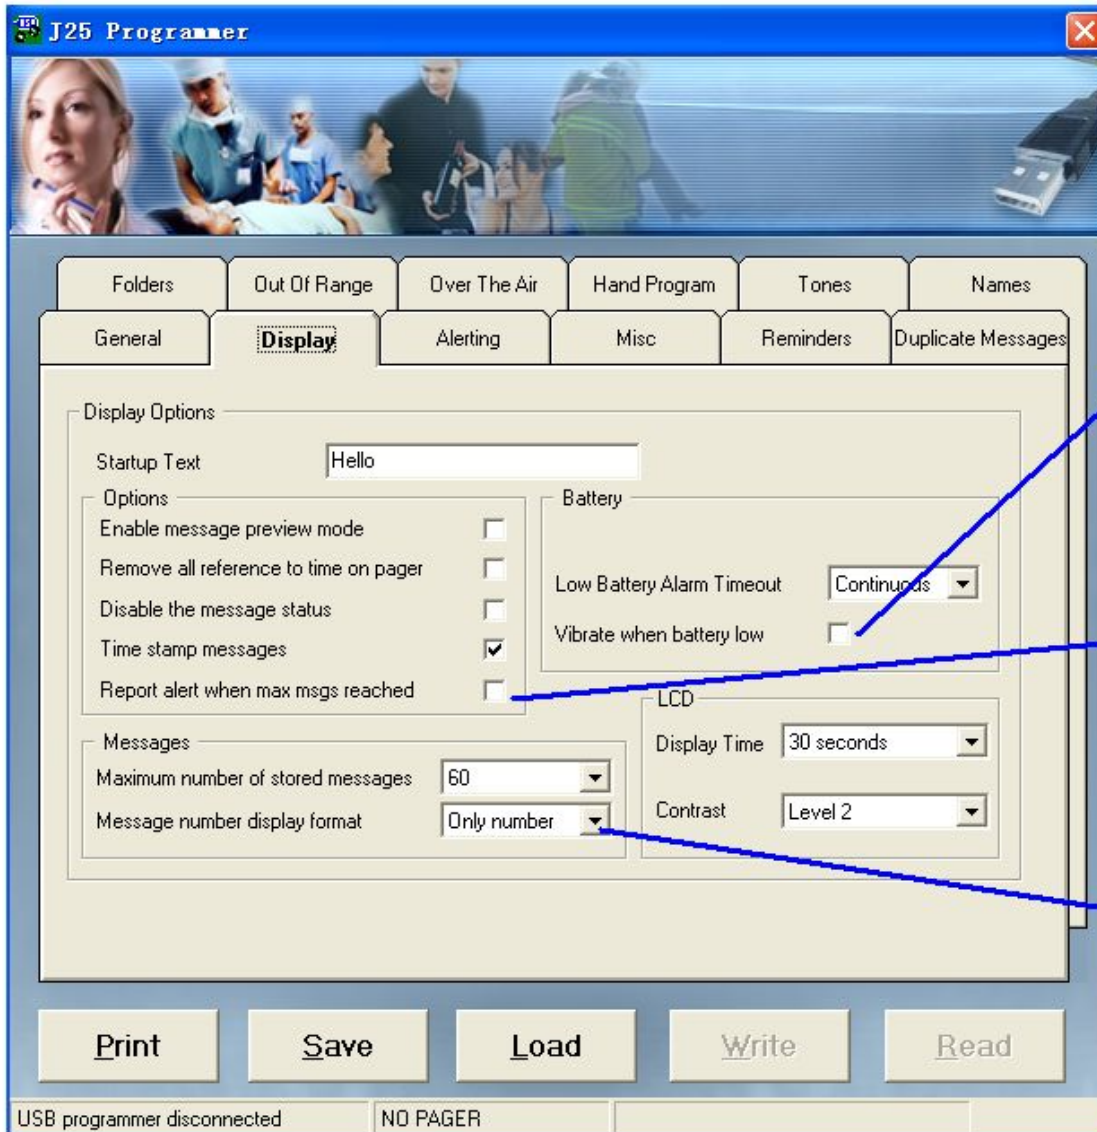 J25 Programmer
Folders
Out Of Range
Over The Air
Hand Program
Tones
Names
General
Display
Alerting
Misc
Reminders
Duplicate Messages
Display Options
Startup Text
Hello
Options
Enable message preview mode
Remove all reference to time on pager
Disable the message status
Time stamp messages
Report alert when max msgs reached
Battery
Low Battery Alarm Timeout
Continuous
Vibrate when battery low
Messages
Maximum number of stored messages
60
Message number display format
Only number
LCD
Display Time
30 seconds
Contrast
Level 2
Print
Save
Load
Write
Read
USB programmer disconnected
NO PAGER